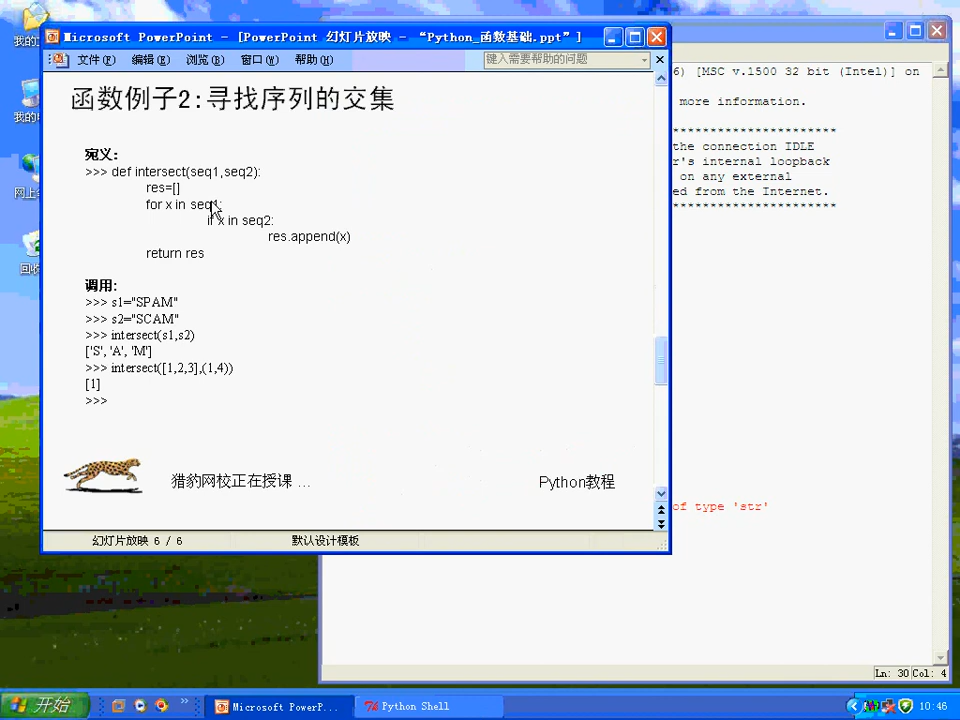 Microsoft PowerPoint - [PowerPoint 幻灯片放映 - “Python_函数基础.ppt”]
文件(F) 编辑(E) 浏览(B) 窗口(W) 帮助(H) 键入需要帮助的问题
函数例子2:寻找序列的交集
宛义:
>>> def intersect(seq1,seq2):
res=[]
for x in seq1:
if x in seq2:
res.append(x)
return res
调用:
>>> s1="SPAM"
>>> s2="SCAM"
>>> intersect(s1,s2)
['S', 'A', 'M']
>>> intersect([1,2,3],(1,4))
[1]
>>>
猎豹网校正在授课 ... Python教程
幻灯片放映 6 / 6 默认设计模板
6) [MSC v.1500 32 bit (Intel)] on
more information.
**********************
the connection IDLE
r's internal loopback
on any external
ed from the Internet.
**********************
of type 'str'
Ln: 30 Col: 4
我的
我的
网上
回收
开始 Microsoft PowerP... Python Shell 10:46